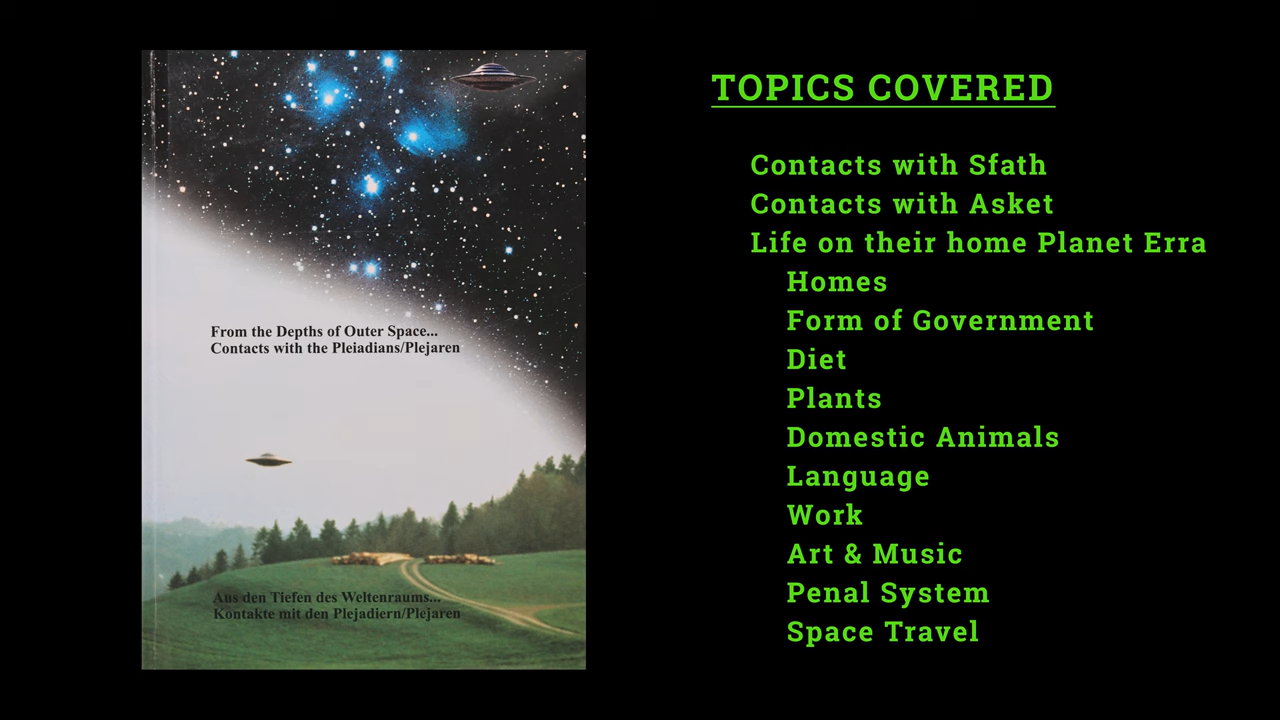 From the Depths of Outer Space...
Contacts with the Pleiadians/Plejaren
Aus den Tiefen des Weltenraums...
Kontakte mit den Plejadiern/Plejaren
TOPICS COVERED
Contacts with Sfath
Contacts with Asket
Life on their home Planet Erra
Homes
Form of Government
Diet
Plants
Domestic Animals
Language
Work
Art & Music
Penal System
Space Travel